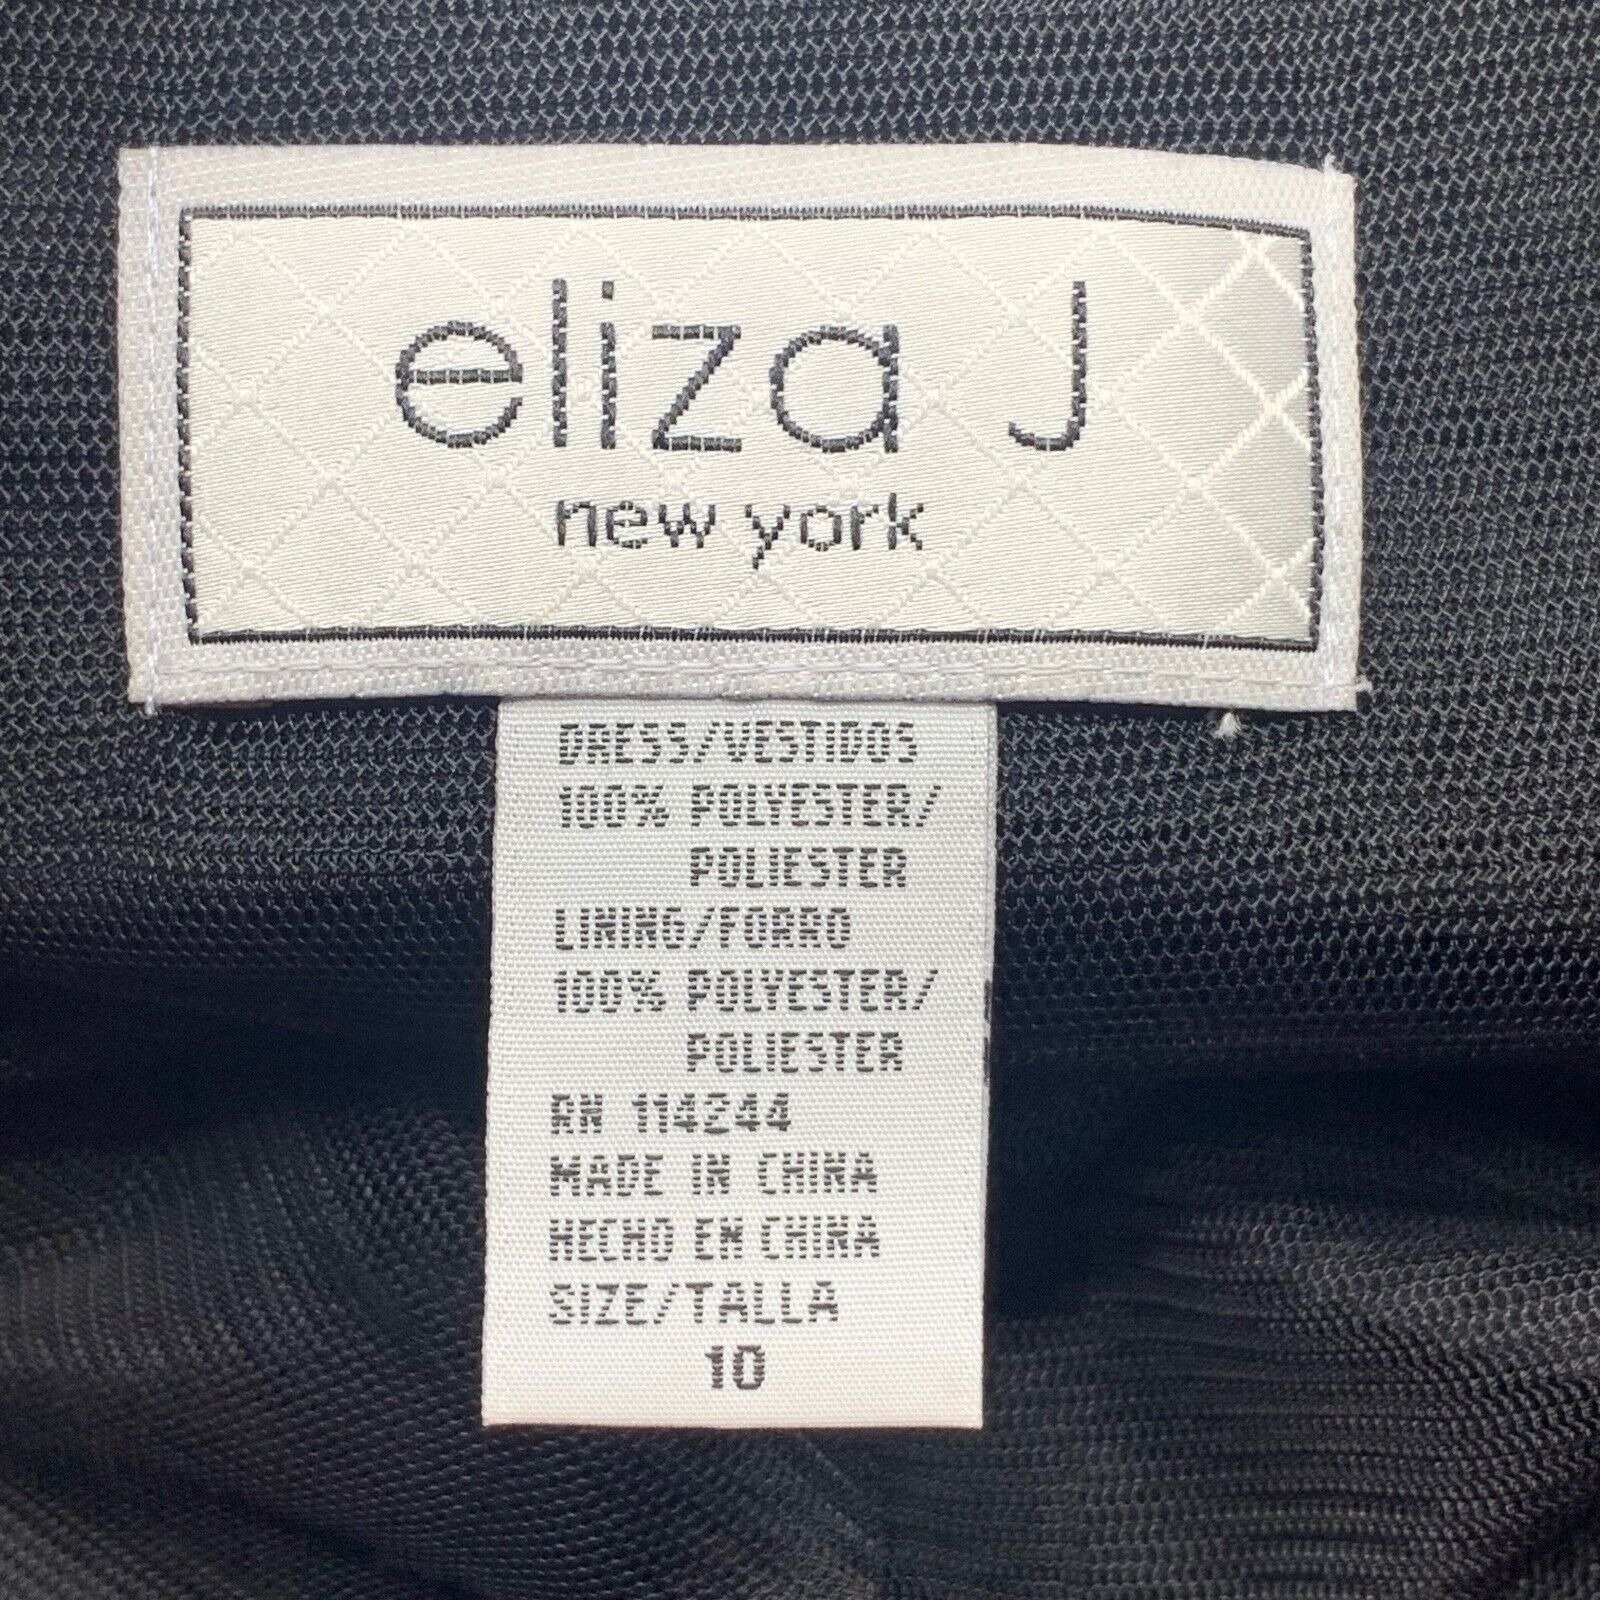 eliza J
new york
DRESS/VESTIDOS
100% POLYESTER/
POLIESTER
LINING/FORRO
100% POLYESTER/
POLIESTER
RN 114244
MADE IN CHINA
HECHO EN CHINA
SIZE/TALLA
10